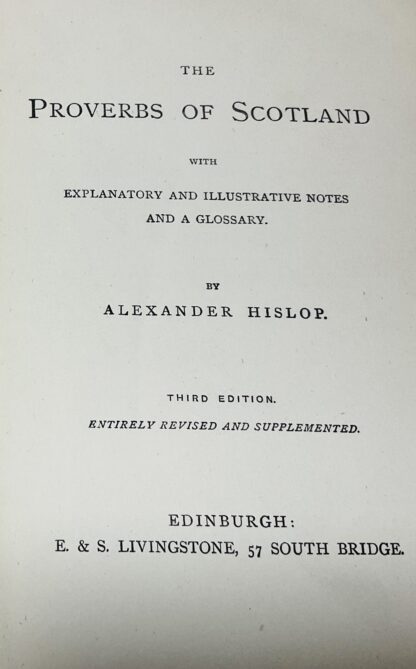 THE
PROVERBS OF SCOTLAND
WITH
EXPLANATORY AND ILLUSTRATIVE NOTES
AND A GLOSSARY.
BY
ALEXANDER HISLOP.
THIRD EDITION.
ENTIRELY REVISED AND SUPPLEMENTED.
EDINBURGH:
E. & S. LIVINGSTONE, 57 SOUTH BRIDGE.